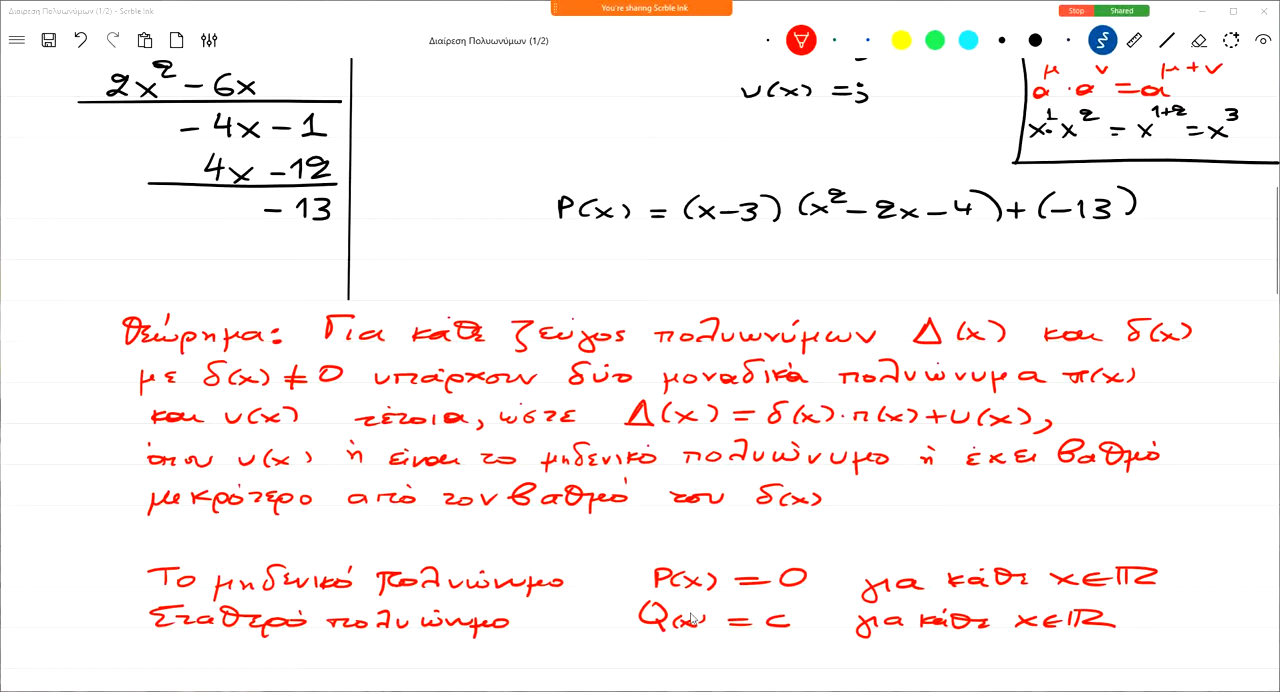 Διαίρεση Πολυωνύμων (1/2) - Scrble Ink
You're sharing Scrble Ink
Stop Shared
Διαίρεση Πολυωνύμων (1/2)
2x² - 6x
- 4x - 1
4x - 12
- 13
υ(x) = ;
α^μ · α^ν = α^(μ+ν)
x¹· x² = x¹⁺² = x³
P(x) = (x-3) (x² - 2x - 4) + (-13)
Θεώρημα: Για κάθε ζεύγος πολυωνύμων Δ(x) και δ(x)
με δ(x) ≠ 0 υπάρχουν δύο μοναδικά πολυώνυμα π(x)
και υ(x) τέτοια, ώστε Δ(x) = δ(x)·π(x)+υ(x),
όπου υ(x) ή είναι το μηδενικό πολυώνυμο ή έχει βαθμό
μικρότερο από τον βαθμό του δ(x)
Το μηδενικό πολυώνυμο P(x) = 0 για κάθε x∈ℝ
Σταθερό πολυώνυμο Q(x) = c για κάθε x∈ℝ